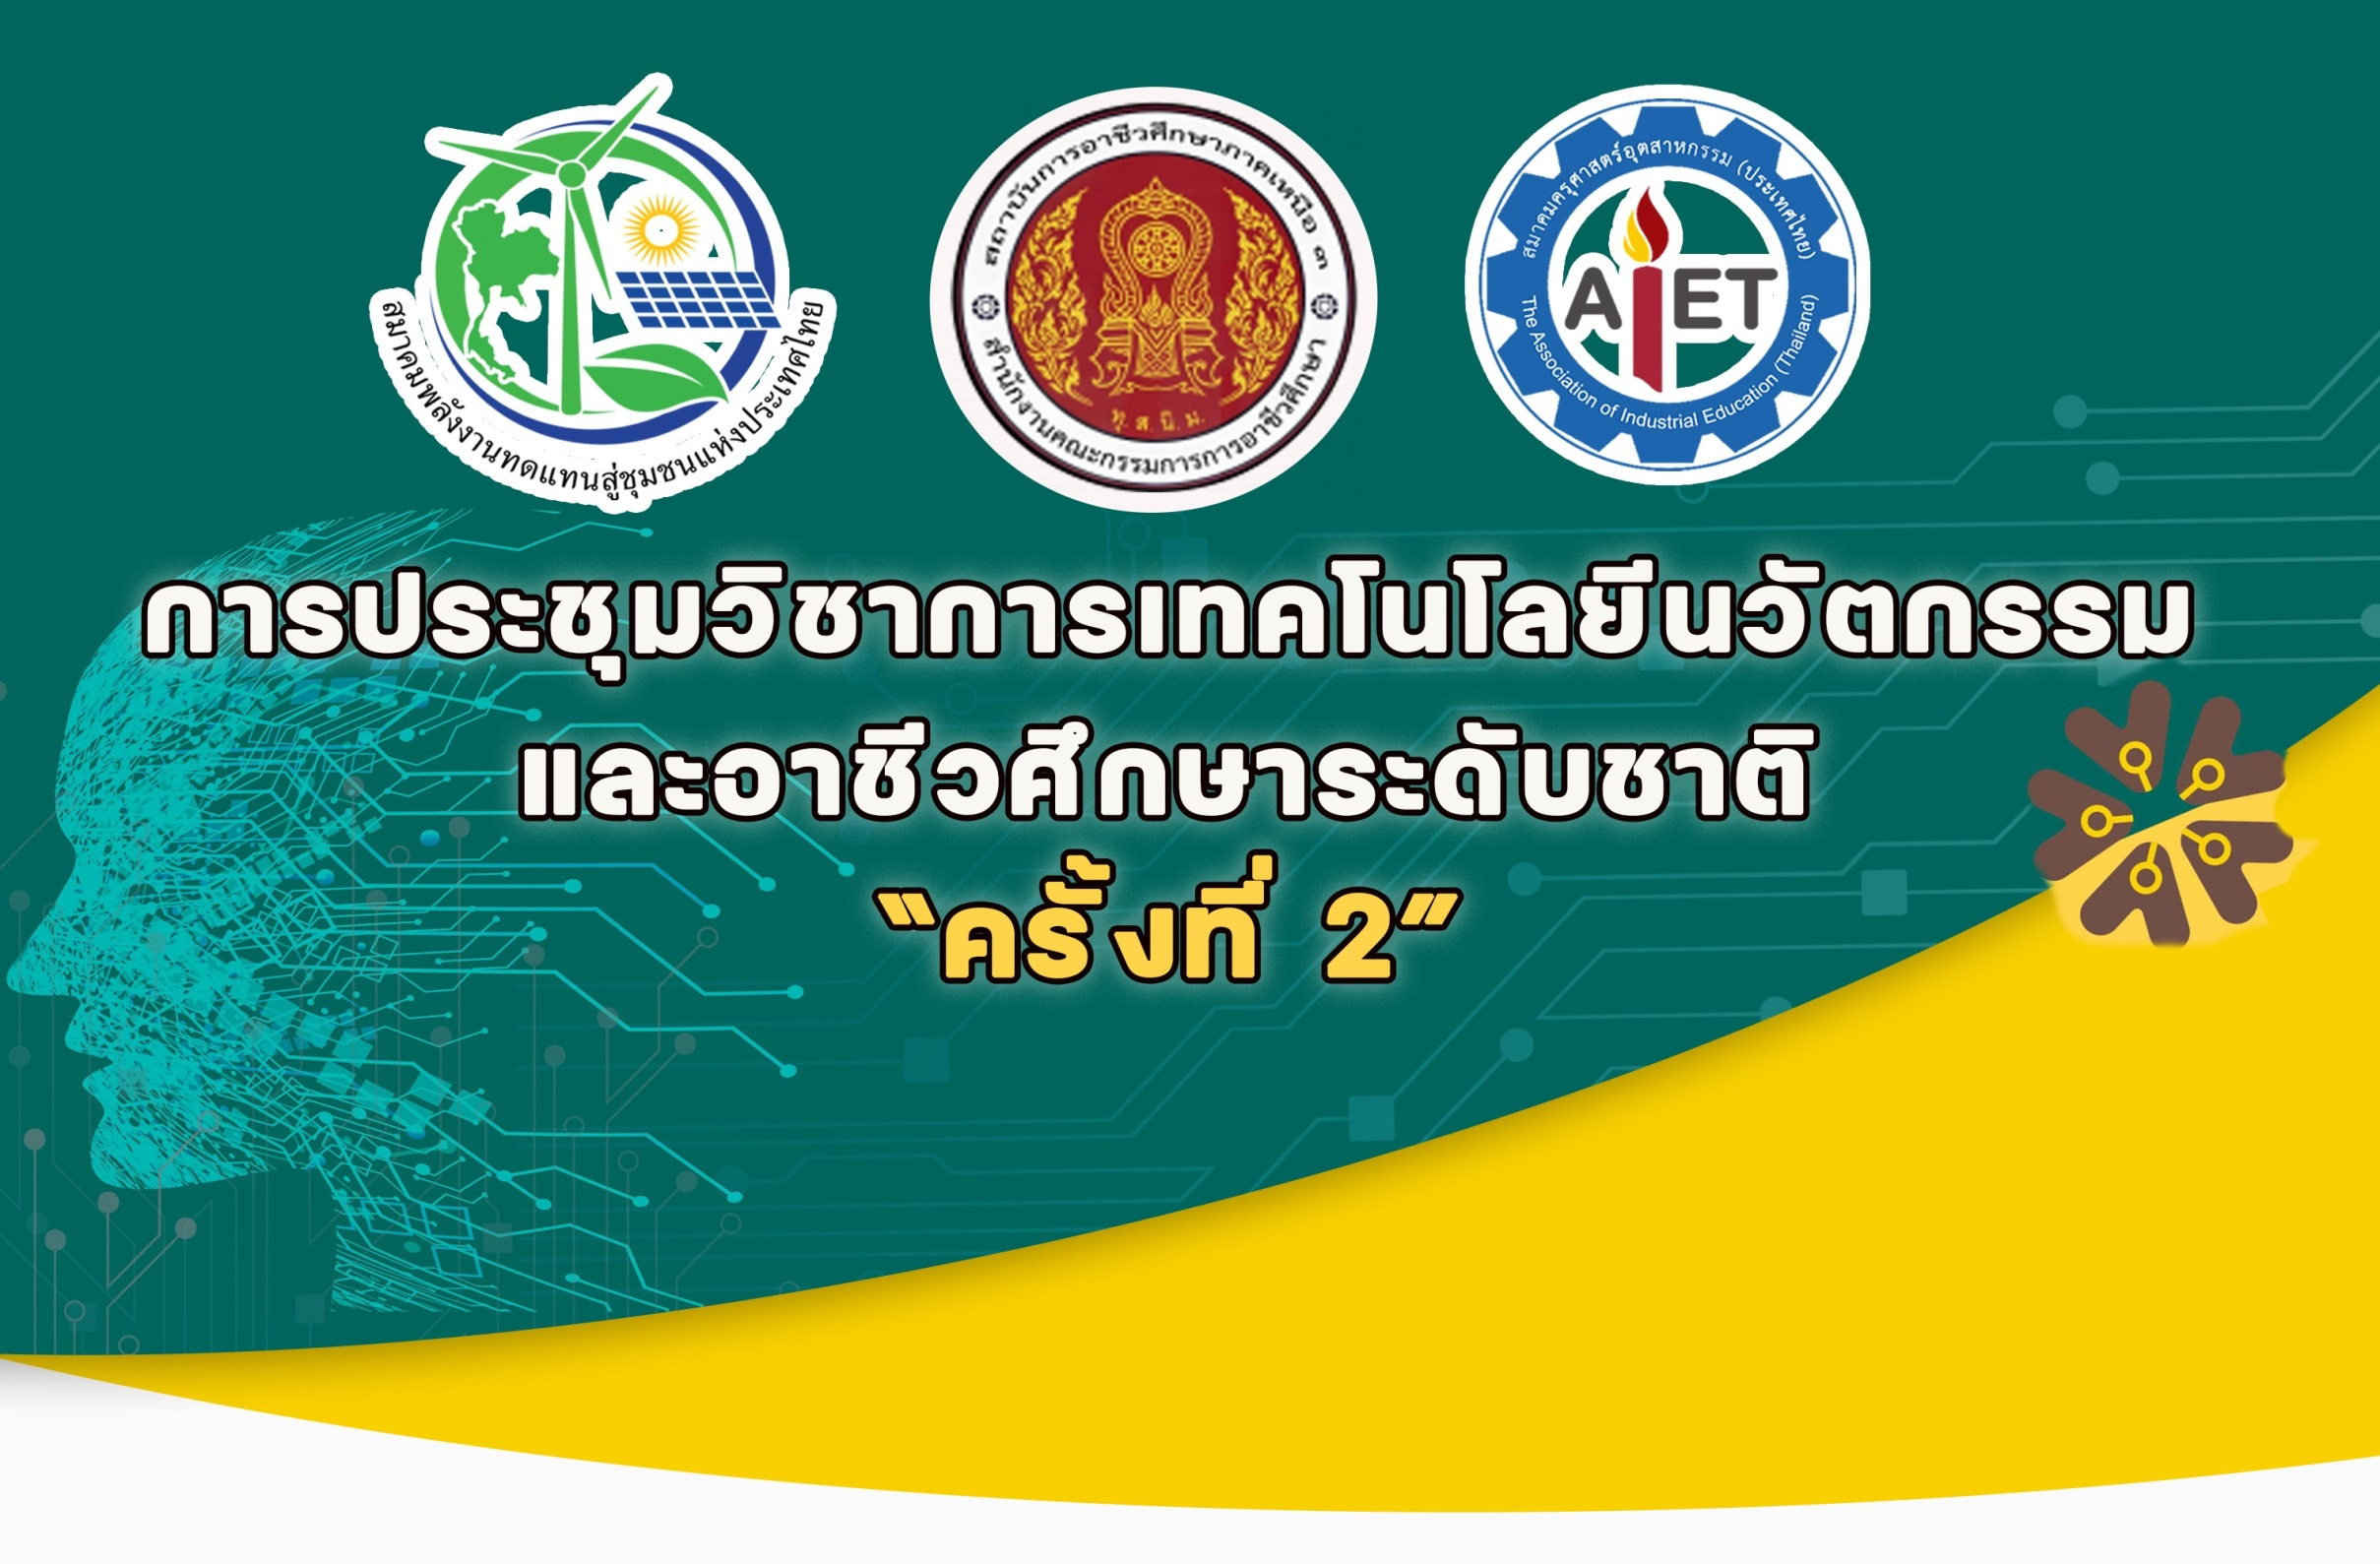 สมาคมพลังงานทดแทนสู่ชุมชนแห่งประเทศไทย
สถาบันการอาชีวศึกษาภาคเหนือ ๓
สำนักงานคณะกรรมการการอาชีวศึกษา
ทุ. ส. นิ. ม.
สมาคมครุศาสตร์อุตสาหกรรม (ประเทศไทย)
AIET
The Association of Industrial Education (Thailand)
การประชุมวิชาการเทคโนโลยีนวัตกรรม
และอาชีวศึกษาระดับชาติ
“ครั้งที่ 2”